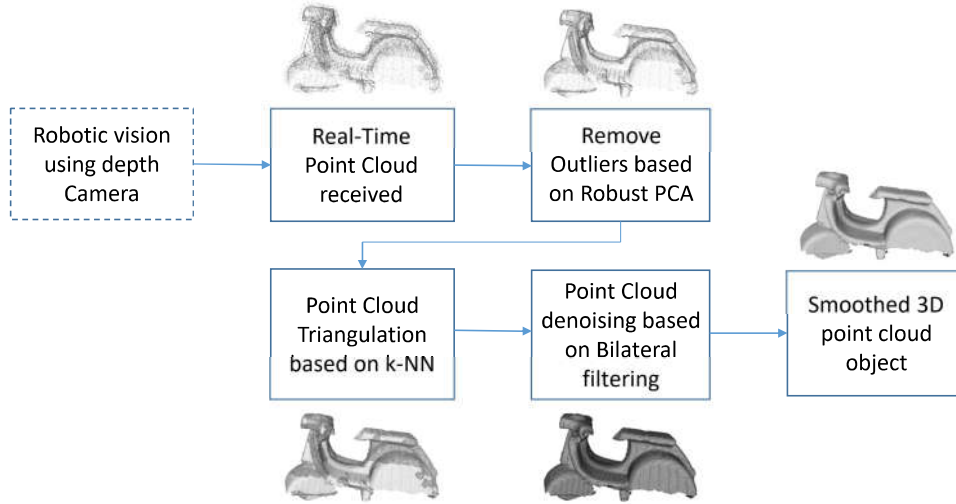 Robotic vision
using depth
Camera
Real-Time
Point Cloud
received
Remove
Outliers based
on Robust PCA
Point Cloud
Triangulation
based on k-NN
Point Cloud
denoising based
on Bilateral
filtering
Smoothed 3D
point cloud
object